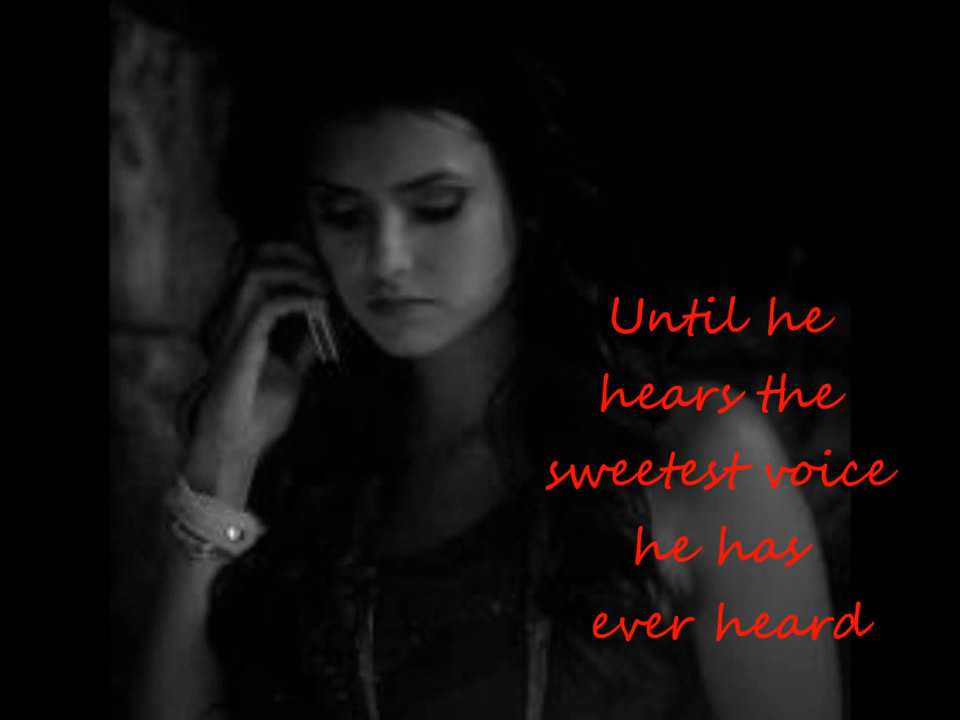 Until he
hears the
sweetest voice
he has
ever heard